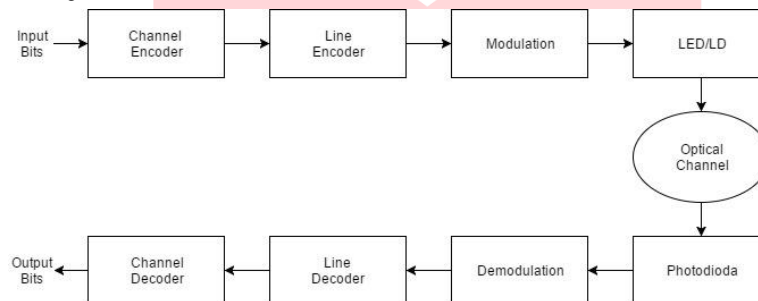 Input
Bits
Channel
Encoder
Line
Encoder
Modulation
LED/LD
Optical
Channel
Output
Bits
Channel
Decoder
Line
Decoder
Demodulation
Photodioda